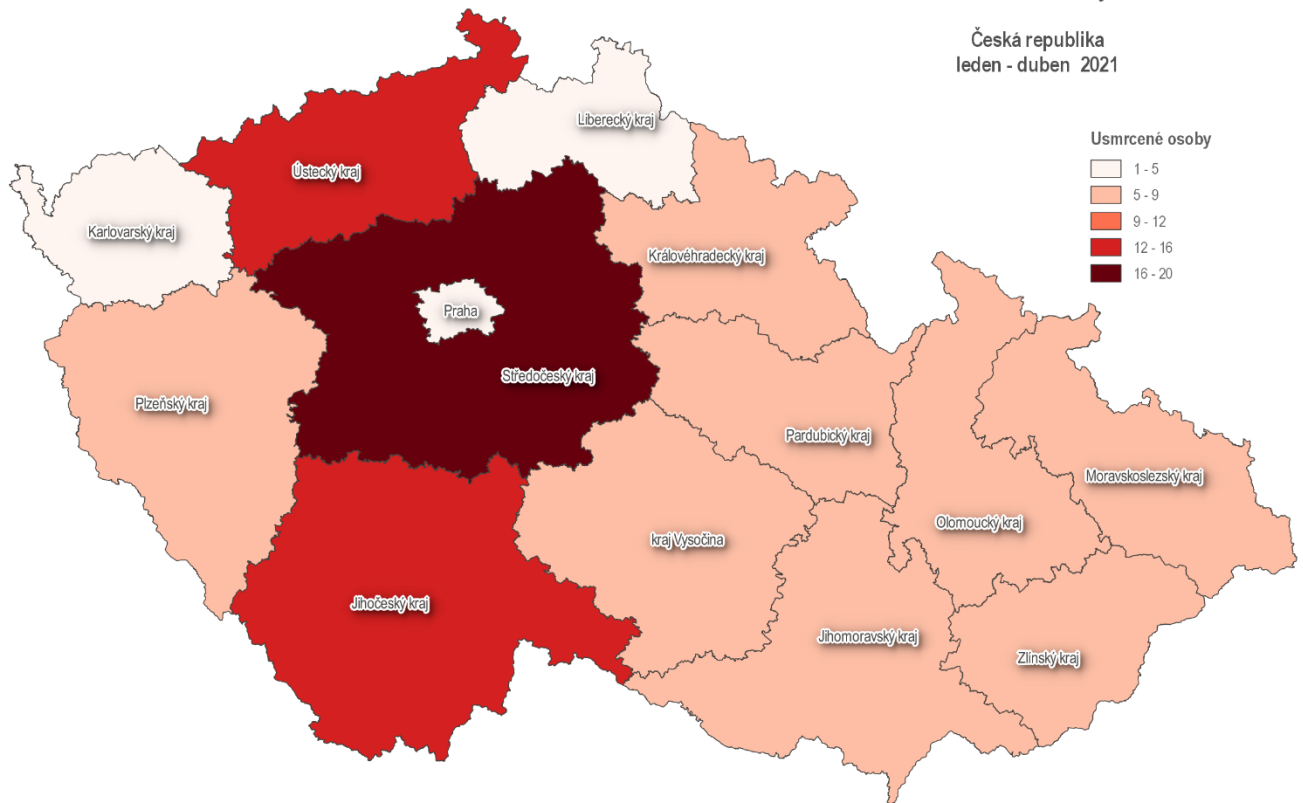 Česká republika
leden - duben 2021
Usmrcené osoby
1 - 5
5 - 9
9 - 12
12 - 16
16 - 20
Liberecký kraj
Ústecký kraj
Karlovarský kraj
Královéhradecký kraj
Praha
Středočeský kraj
Plzeňský kraj
Pardubický kraj
Moravskoslezský kraj
Olomoucký kraj
kraj Vysočina
Jihočeský kraj
Jihomoravský kraj
Zlínský kraj